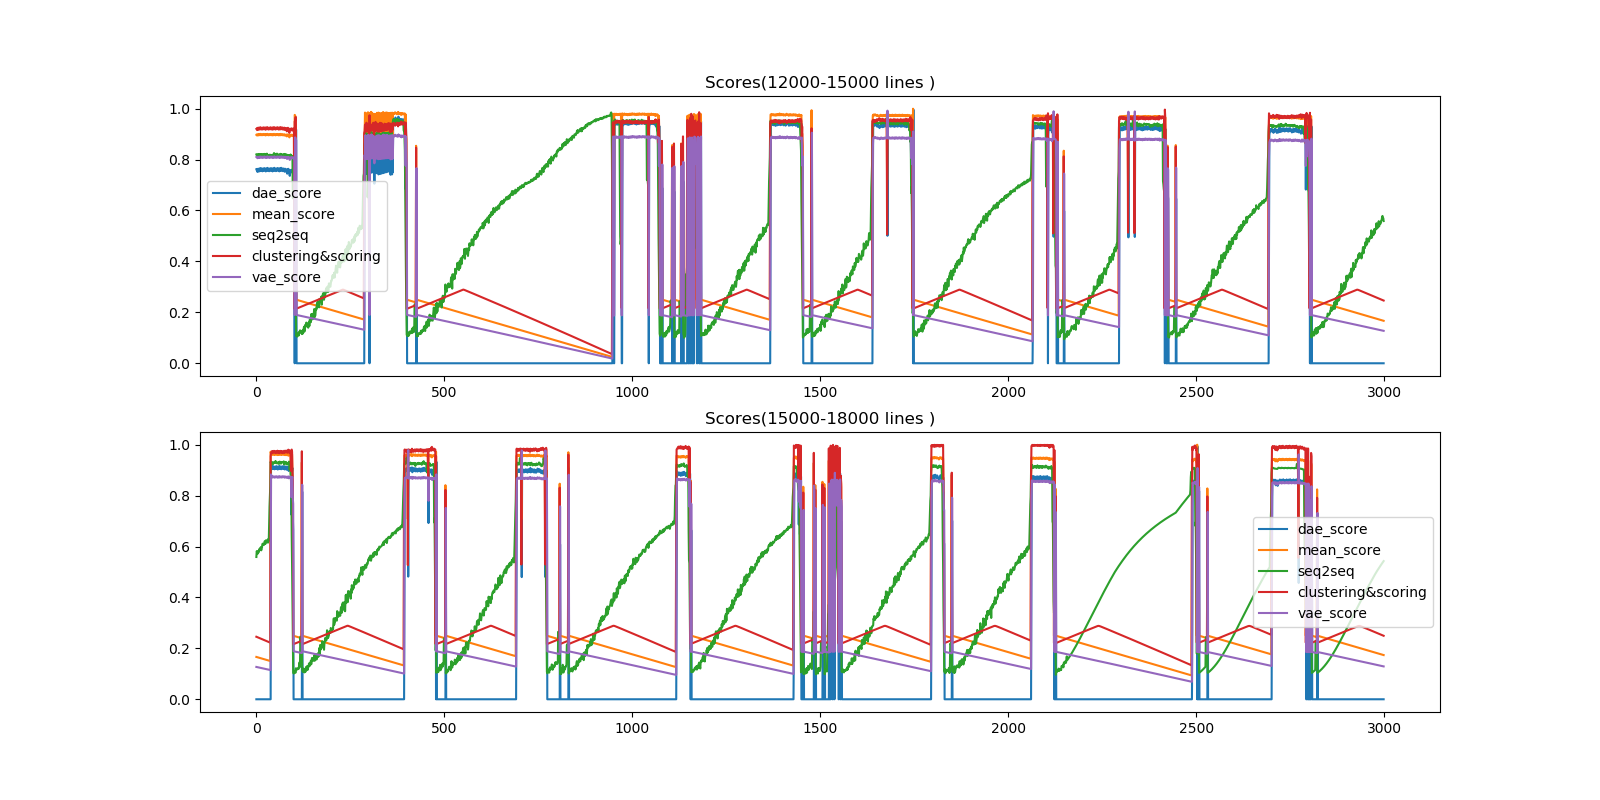 Scores(12000-15000 lines )
1.0
0.8
0.6
0.4
0.2
0.0
dae_score
mean_score
seq2seq
clustering&scoring
vae_score
0 500 1000 1500 2000 2500 3000
Scores(15000-18000 lines )
1.0
0.8
0.6
0.4
0.2
0.0
dae_score
mean_score
seq2seq
clustering&scoring
vae_score
0 500 1000 1500 2000 2500 3000